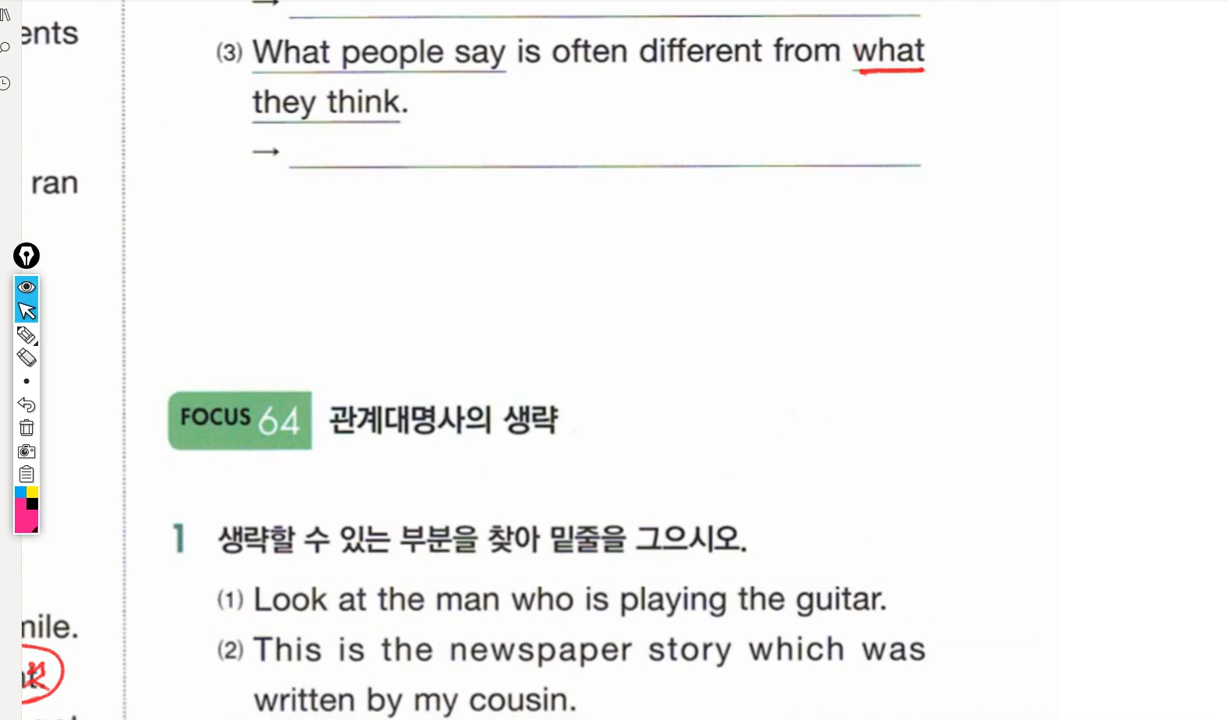 ents
(3) What people say is often different from what
they think.
→
ran
FOCUS 64 관계대명사의 생략
1 생략할 수 있는 부분을 찾아 밑줄을 그으시오.
(1) Look at the man who is playing the guitar.
(2) This is the newspaper story which was
written by my cousin.
nile.